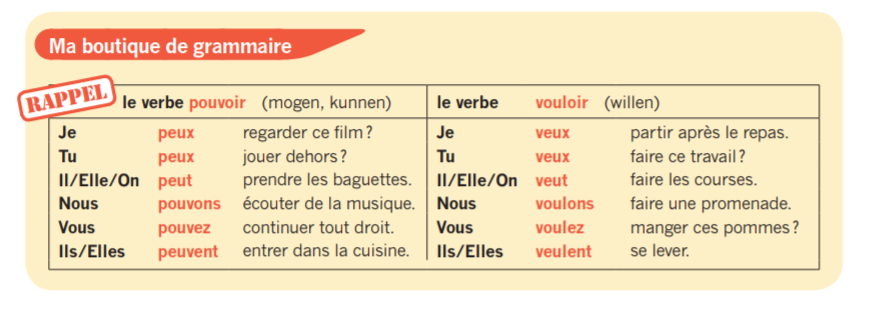 Ma boutique de grammaire
RAPPEL
le verbe pouvoir (mogen, kunnen) le verbe vouloir (willen)
Je peux regarder ce film? Je veux partir après le repas.
Tu peux jouer dehors? Tu veux faire ce travail?
Il/Elle/On peut prendre les baguettes. Il/Elle/On veut faire les courses.
Nous pouvons écouter de la musique. Nous voulons faire une promenade.
Vous pouvez continuer tout droit. Vous voulez manger ces pommes?
Ils/Elles peuvent entrer dans la cuisine. Ils/Elles veulent se lever.